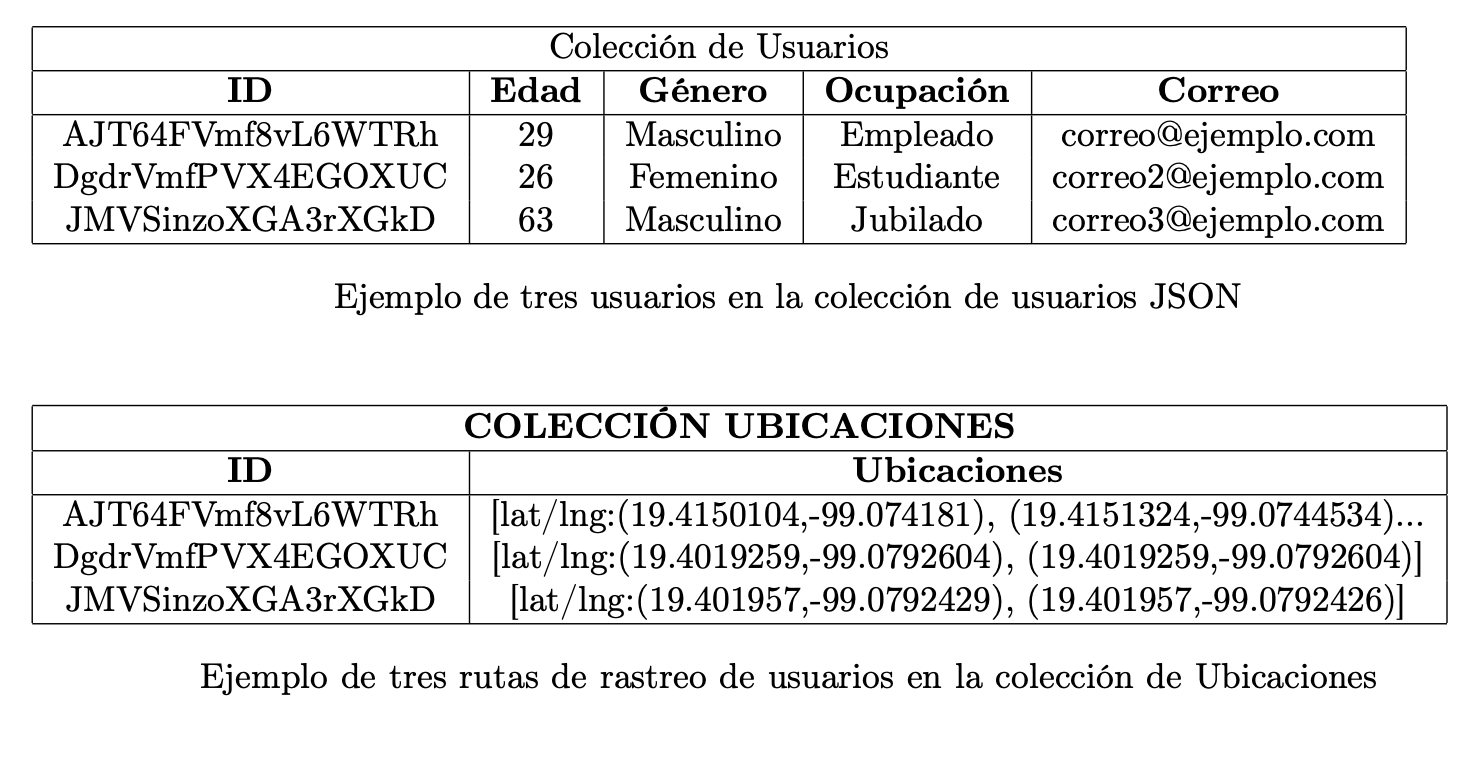 Colección de Usuarios
ID Edad Género Ocupación Correo
AJT64FVmf8vL6WTRh 29 Masculino Empleado correo@ejemplo.com
DgdrVmfPVX4EGOXUC 26 Femenino Estudiante correo2@ejemplo.com
JMVSinzoXGA3rXGkD 63 Masculino Jubilado correo3@ejemplo.com
Ejemplo de tres usuarios en la colección de usuarios JSON
COLECCIÓN UBICACIONES
ID Ubicaciones
AJT64FVmf8vL6WTRh [lat/lng:(19.4150104,-99.074181), (19.4151324,-99.0744534)...
DgdrVmfPVX4EGOXUC [lat/lng:(19.4019259,-99.0792604), (19.4019259,-99.0792604)]
JMVSinzoXGA3rXGkD [lat/lng:(19.401957,-99.0792429), (19.401957,-99.0792426)]
Ejemplo de tres rutas de rastreo de usuarios en la colección de Ubicaciones